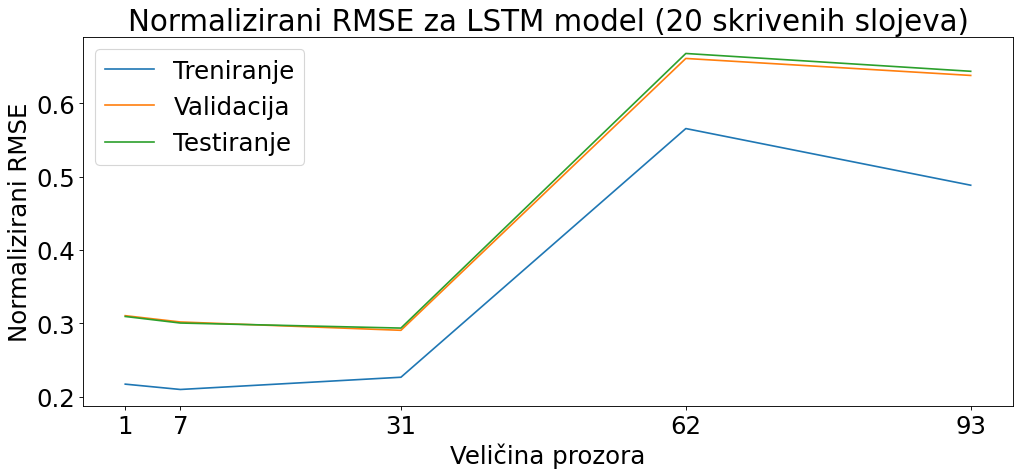 Normalizirani RMSE za LSTM model (20 skrivenih slojeva)
Treniranje
Validacija
Testiranje
Normalizirani RMSE
0.6
0.5
0.4
0.3
0.2
1 7 31 62 93
Veličina prozora